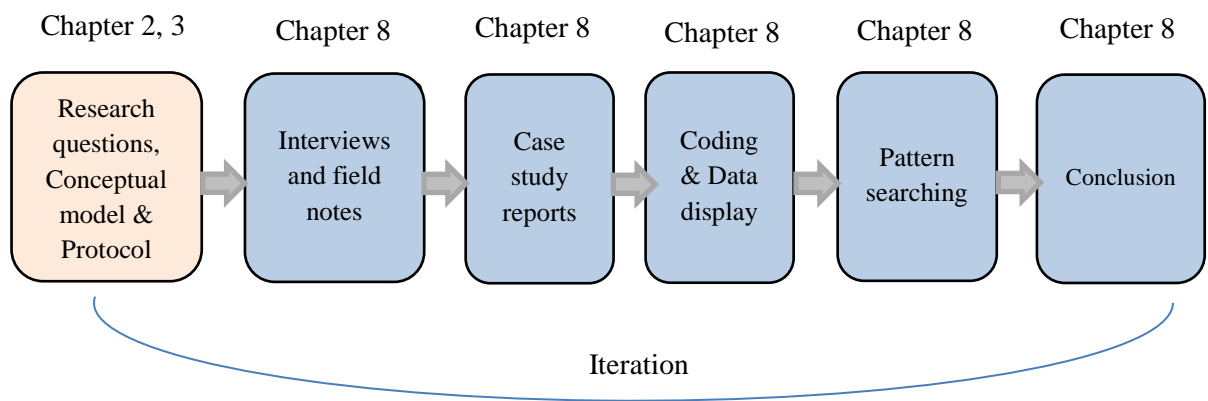 Chapter 2, 3
Chapter 8
Chapter 8
Chapter 8
Chapter 8
Chapter 8
Research
questions,
Conceptual
model &
Protocol
Interviews
and field
notes
Case
study
reports
Coding
& Data
display
Pattern
searching
Conclusion
Iteration